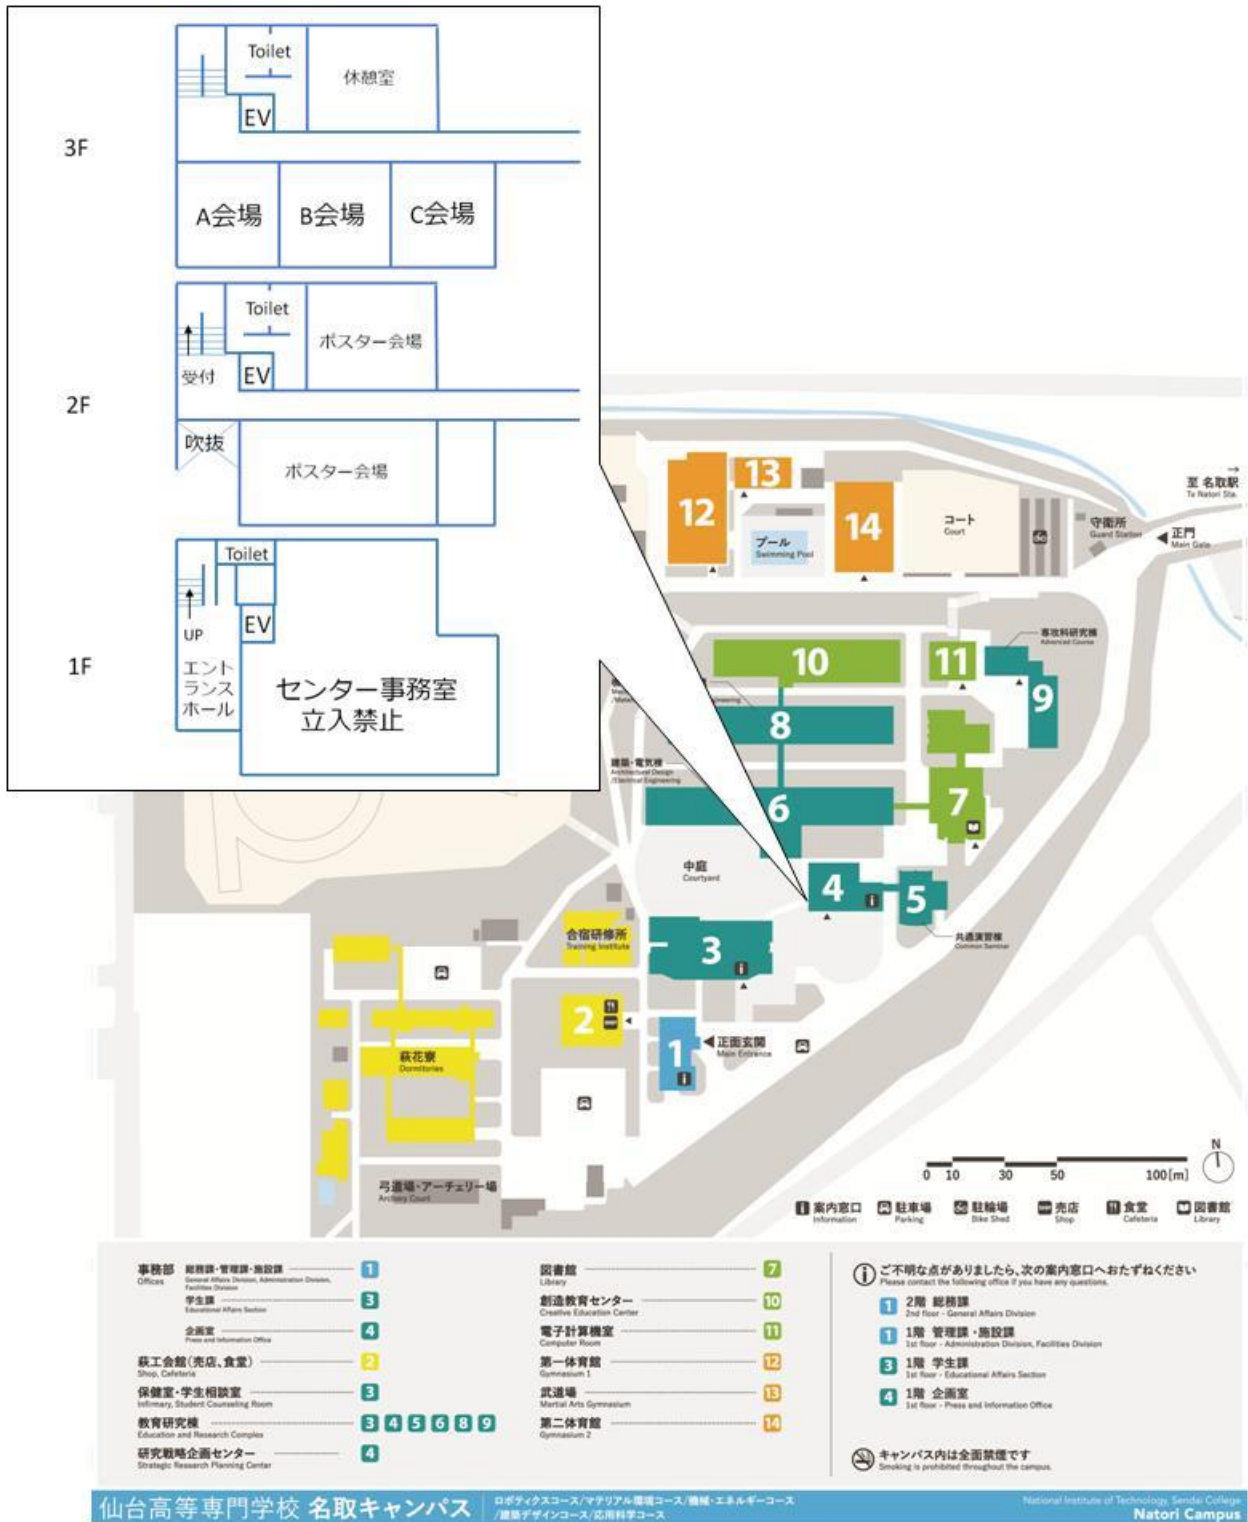 3F
Toilet
休憩室
EV
A会場
B会場
C会場
2F
Toilet
ポスター会場
受付
EV
吹抜
ポスター会場
1F
Toilet
UP
EV
エント
ランス
ホール
センター事務室
立入禁止
12
13
14
プール
Swimming Pool
コート
Court
守衛所
Guard Station
→
至 名取駅
To Natori Sta.
正門
Main Gate
10
11
専攻科研究棟
Advanced Course
9
8
建築・電気棟
Architectural Design
/Electrical Engineering
6
7
中庭
Courtyard
4
5
共通演習棟
Common Seminar
合宿研修所
Training Institute
3
2
SHOP
1
正面玄関
Main Entrance
萩花寮
Dormitories
弓道場・アーチェリー場
Archery Court
N
0 10 30 50 100[m]
案内窓口
Information
駐車場
Parking
駐輪場
Bike Shed
SHOP
売店
Shop
食堂
Cafeteria
図書館
Library
事務部
Offices
総務課・管理課・施設課 1
General Affairs Division, Administration Division,
Facilities Division
学生課 3
Educational Affairs Section
企画室 4
Press and Information Office
萩工会館(売店、食堂) 2
Shop, Cafeteria
保健室・学生相談室 3
Infirmary, Student Counseling Room
教育研究棟 3 4 5 6 8 9
Education and Research Complex
研究戦略企画センター 4
Strategic Research Planning Center
図書館 7
Library
創造教育センター 10
Creative Education Center
電子計算機室 11
Computer Room
第一体育館 12
Gymnasium 1
武道場 13
Martial Arts Gymnasium
第二体育館 14
Gymnasium 2
ご不明な点がありましたら、次の案内窓口へおたずねください
Please contact the following office if you have any questions.
1 2階 総務課
2nd floor - General Affairs Division
1 1階 管理課・施設課
1st floor - Administration Division, Facilities Division
3 1階 学生課
1st floor - Educational Affairs Section
4 1階 企画室
1st floor - Press and Information Office
キャンパス内は全面禁煙です
Smoking is prohibited throughout the campus.
仙台高等専門学校 名取キャンパス
ロボティクスコース/マテリアル環境コース/機械・エネルギーコース
/建築デザインコース/応用科学コース
National Institute of Technology, Sendai College
Natori Campus